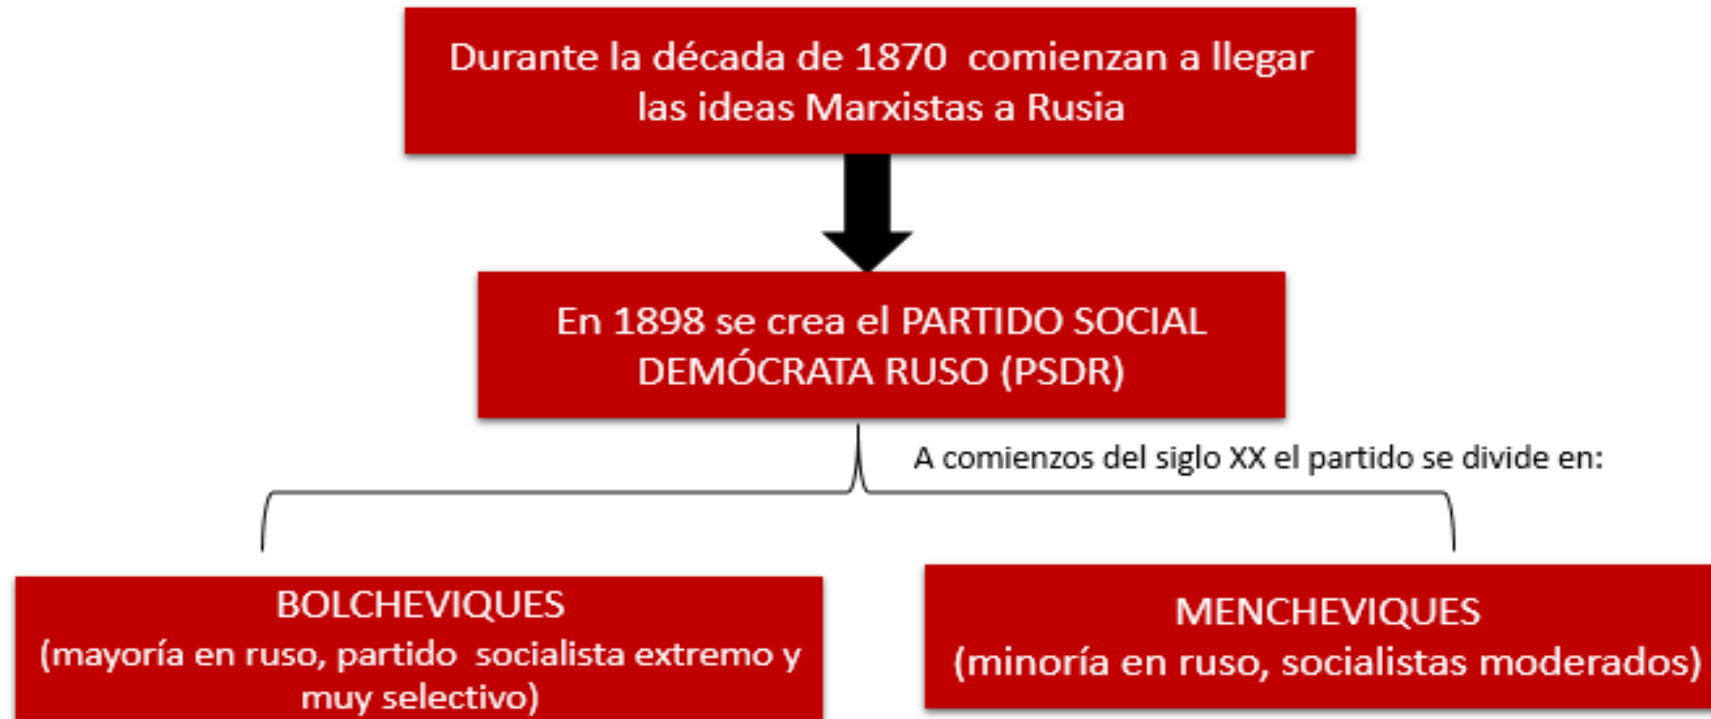 Durante la década de 1870  comienzan a llegar
las ideas Marxistas a Rusia
En 1898 se crea el PARTIDO SOCIAL
DEMÓCRATA RUSO (PSDR)
A comienzos del siglo XX el partido se divide en:
BOLCHEVIQUES
(mayoría en ruso, partido  socialista extremo y
muy selectivo)
MENCHEVIQUES
(minoría en ruso, socialistas moderados)